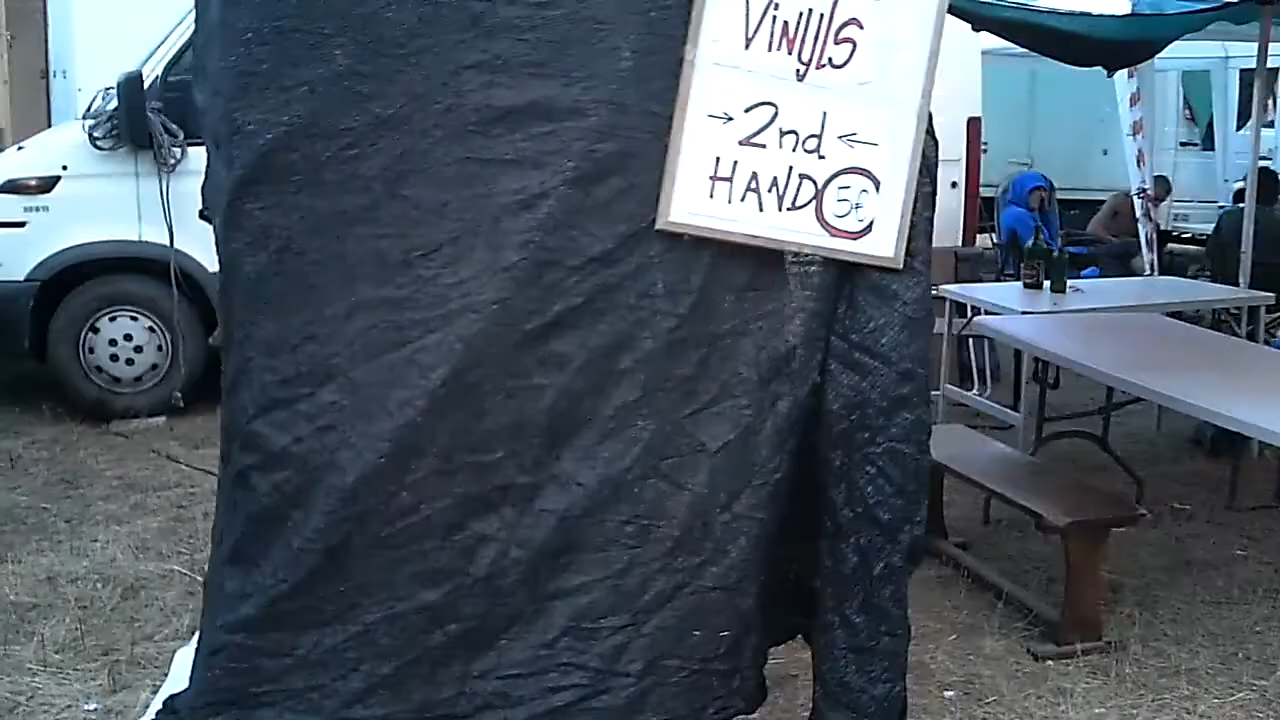 Vinyls
→ 2nd ←
HAND 5€